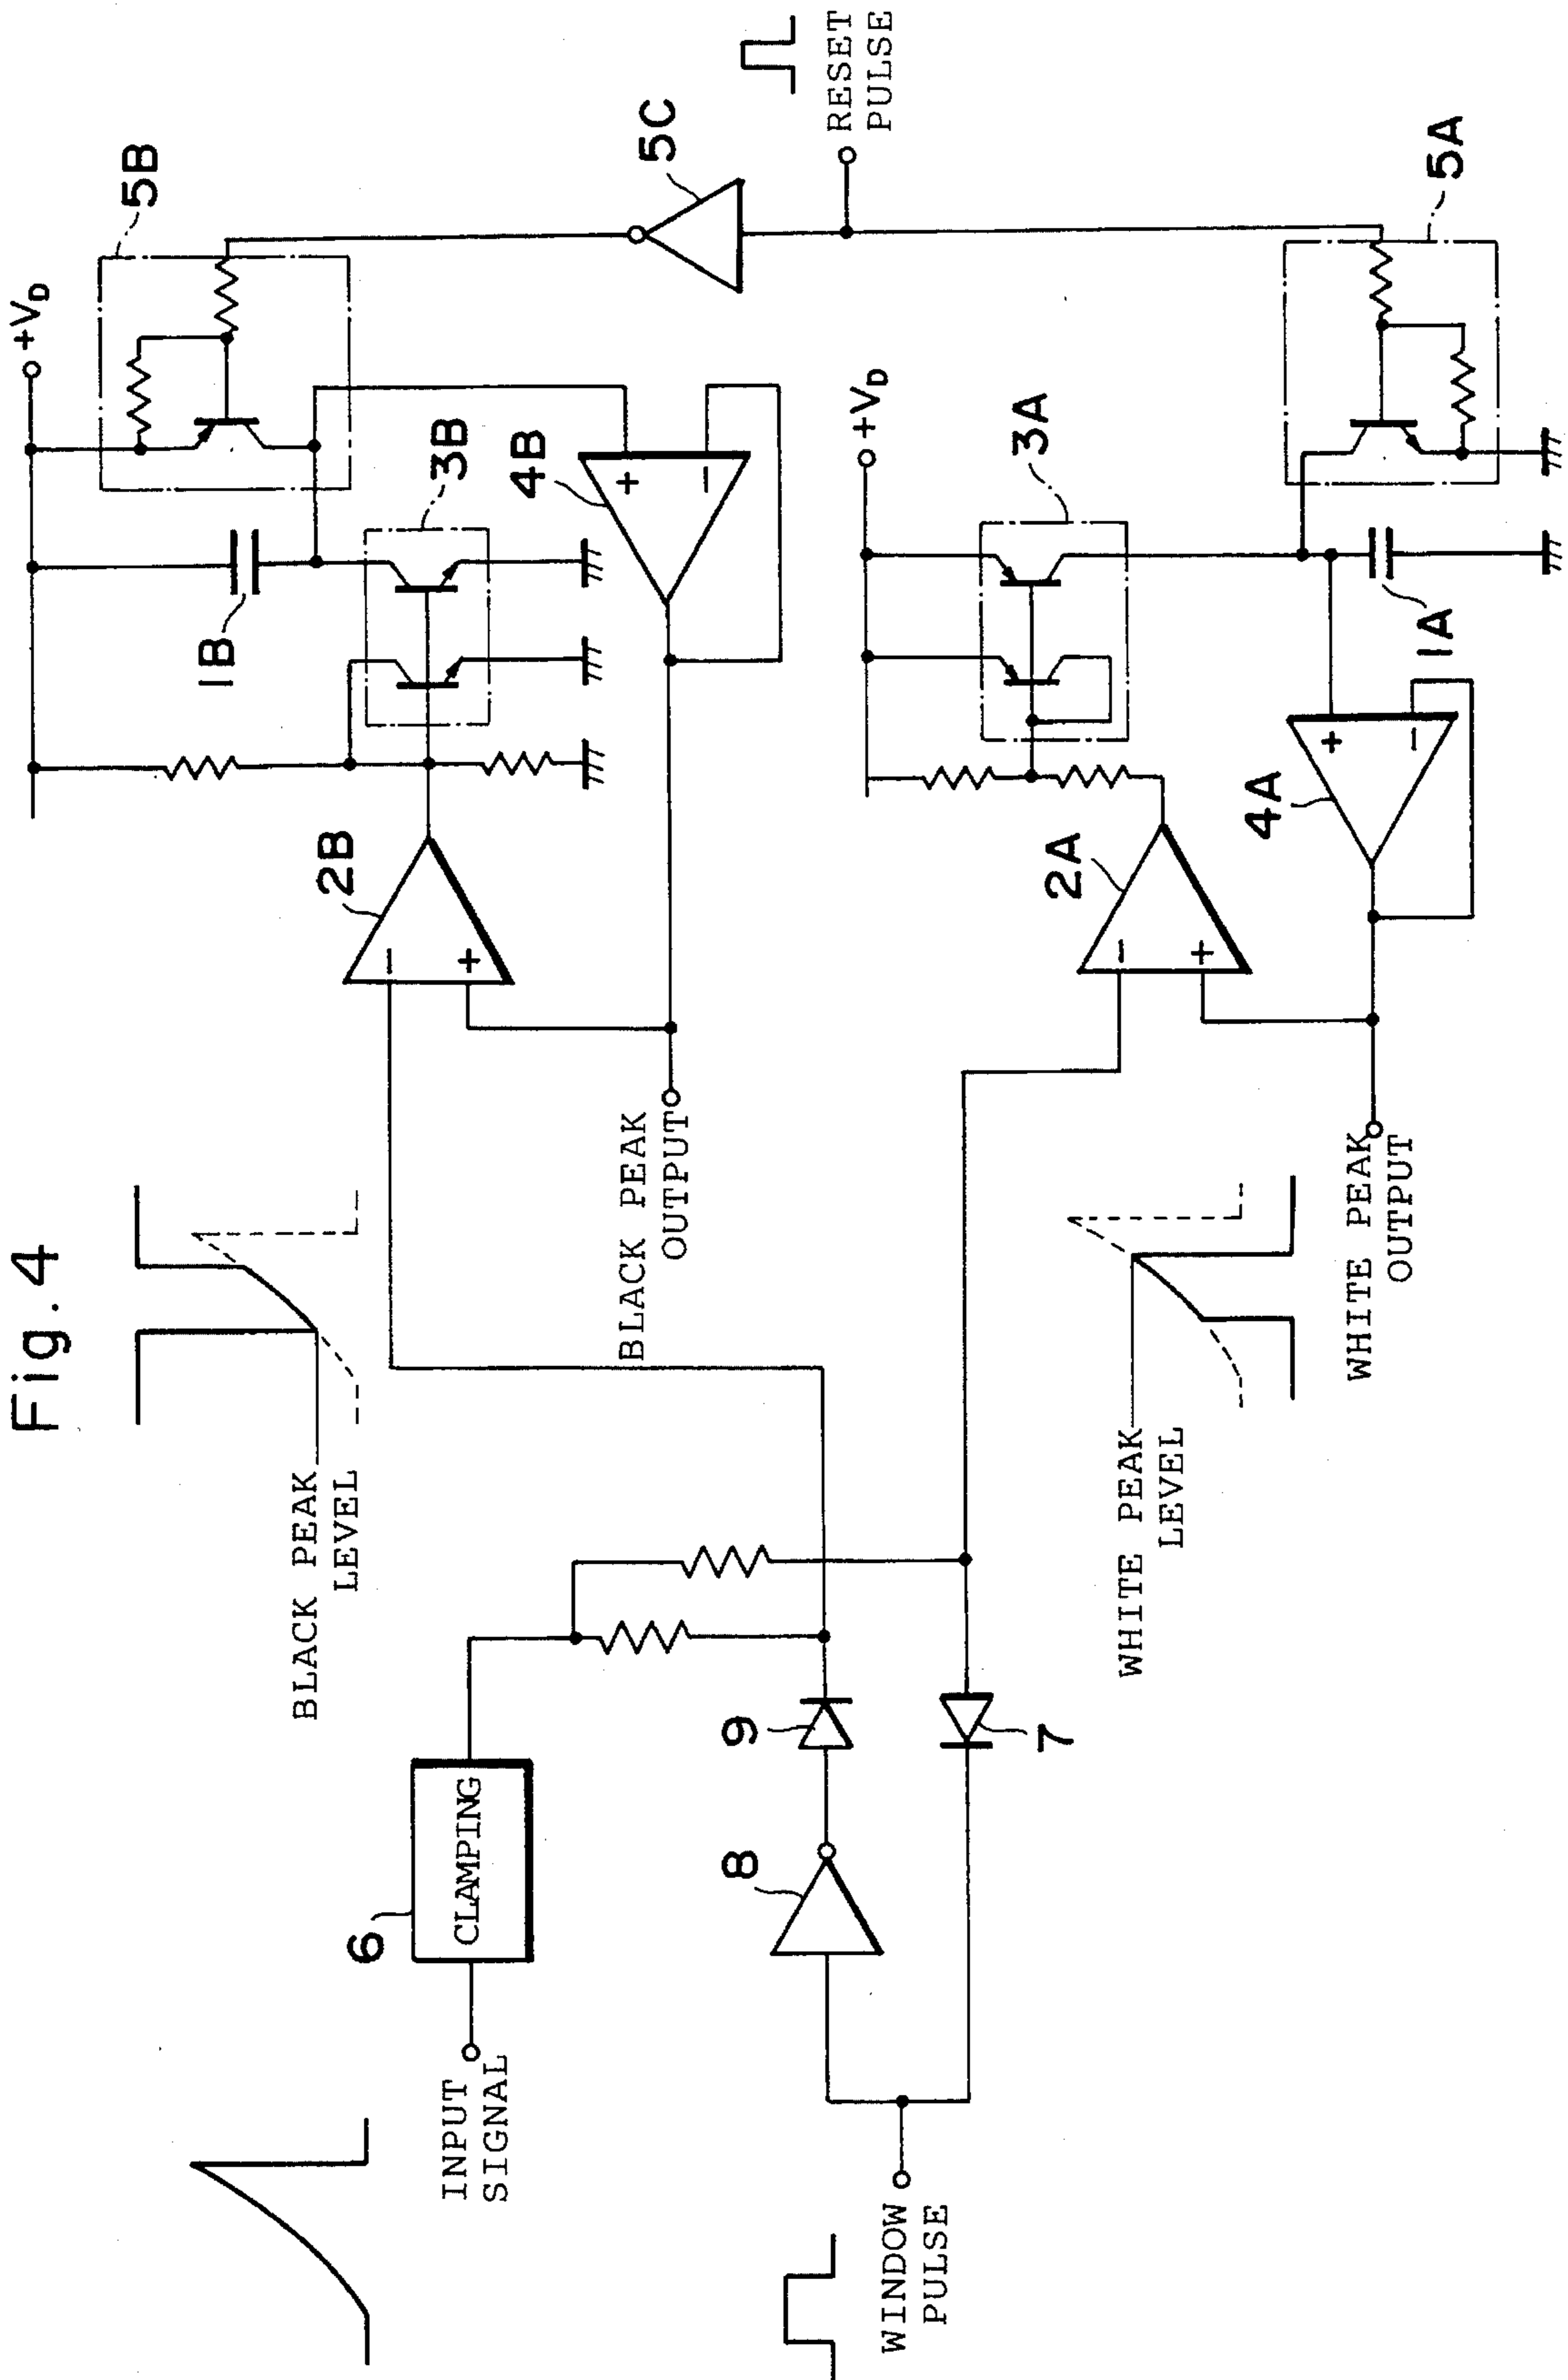 Fig. 4
INPUT
SIGNAL
6
CLAMPING
WINDOW
PULSE
8
9
7
BLACK PEAK
LEVEL
WHITE PEAK
LEVEL
2B
−
+
BLACK PEAK
OUTPUT
1B
3B
4B
+
−
+VD
5B
5C
RESET
PULSE
2A
−
+
WHITE PEAK
OUTPUT
4A
+
−
1A
3A
+VD
5A